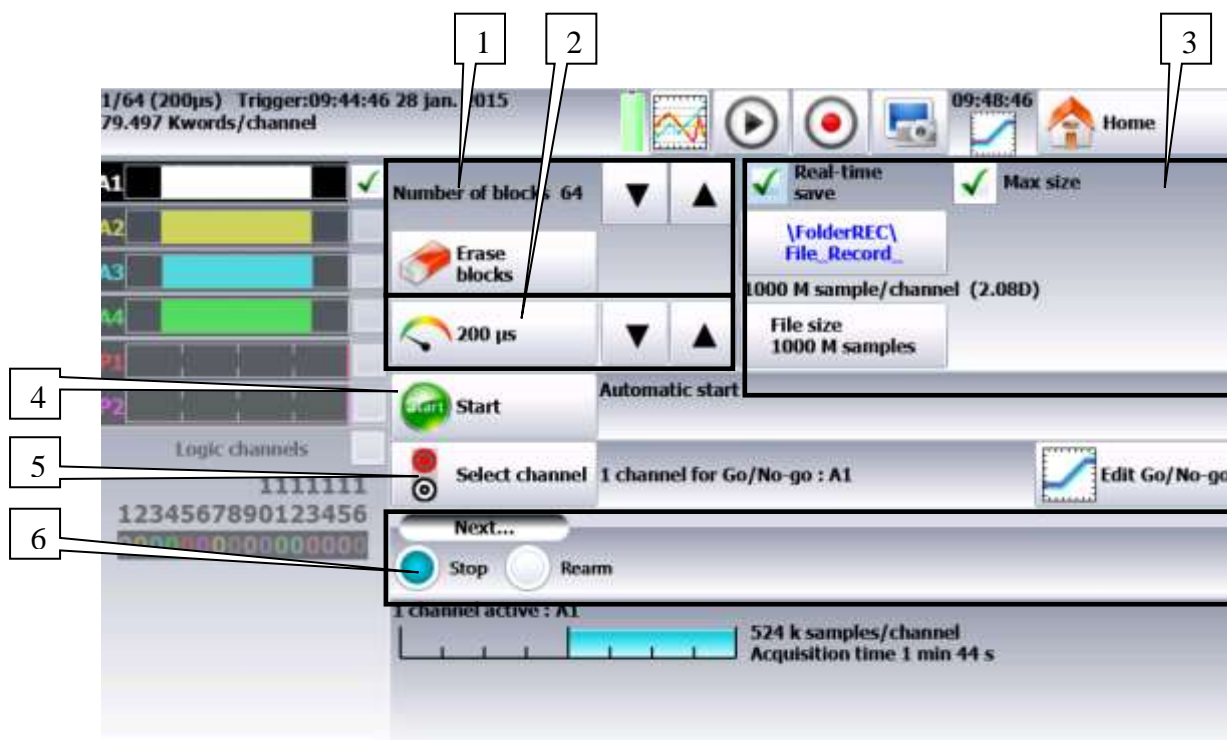 1
2
3
1/64 (200µs) Trigger:09:44:46 28 jan. 2015
79.497 Kwords/channel
09:48:46
Home
A1
A2
A3
A4
P1
P2
Number of blocks 64
Erase
blocks
200 µs
Real-time
save
Max size
\FolderREC\
File_Record_
1000 M sample/channel (2.08D)
File size
1000 M samples
4
start
Start
Automatic start
5
Select channel
1 channel for Go/No-go : A1
Edit Go/No-go
Logic channels
1111111
1234567890123456
0000000000000000
6
Next...
Stop
Rearm
1 channel active : A1
524 k samples/channel
Acquisition time 1 min 44 s